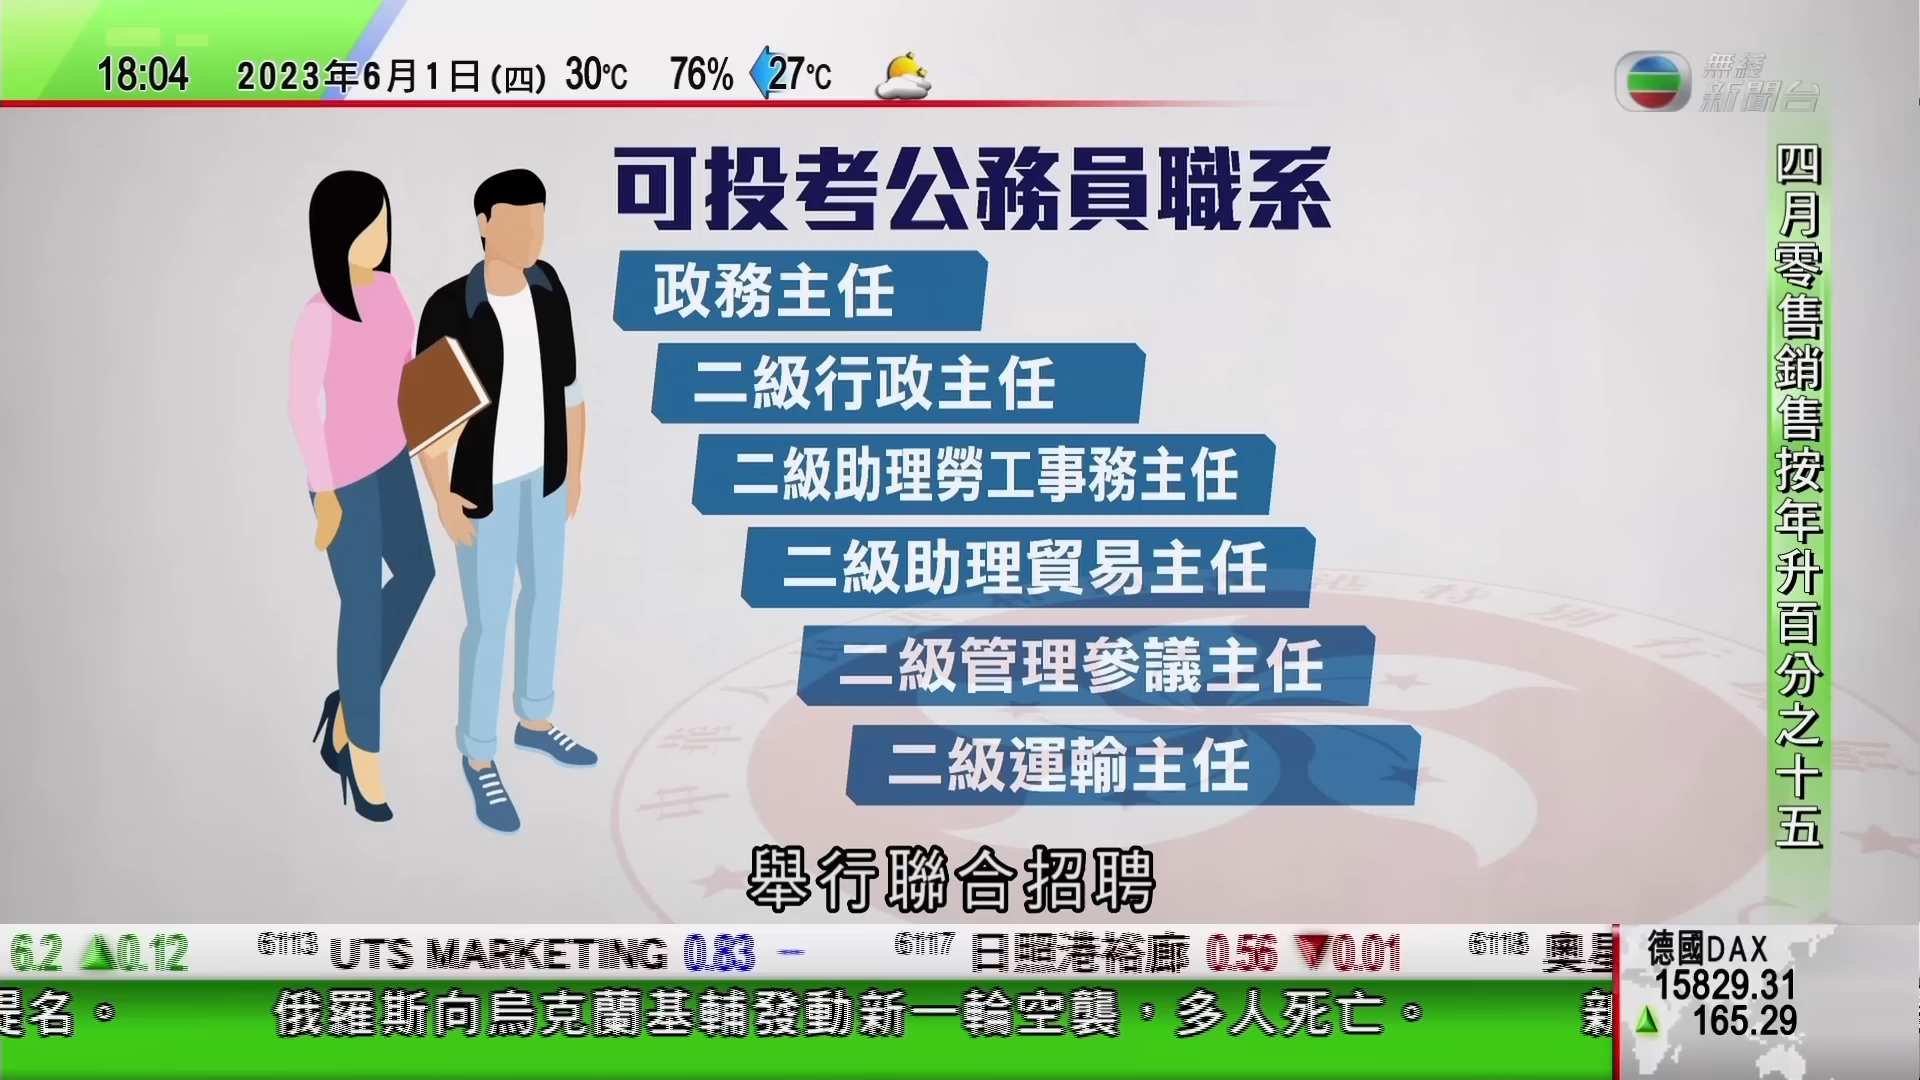 18:04 2023年6月1日(四) 30℃ 76% 27℃
無綫
新聞台
可投考公務員職系
政務主任
二級行政主任
二級助理勞工事務主任
二級助理貿易主任
二級管理參議主任
二級運輸主任
舉行聯合招聘
四月零售銷售按年升百分之十五
6.2 ▲0.12 6113 UTS MARKETING 0.83 – 6117 日照港裕廊 0.56 ▼0.01 6118 奧星
德國DAX
15829.31
▲ 165.29
提名。 俄羅斯向烏克蘭基輔發動新一輪空襲，多人死亡。 新